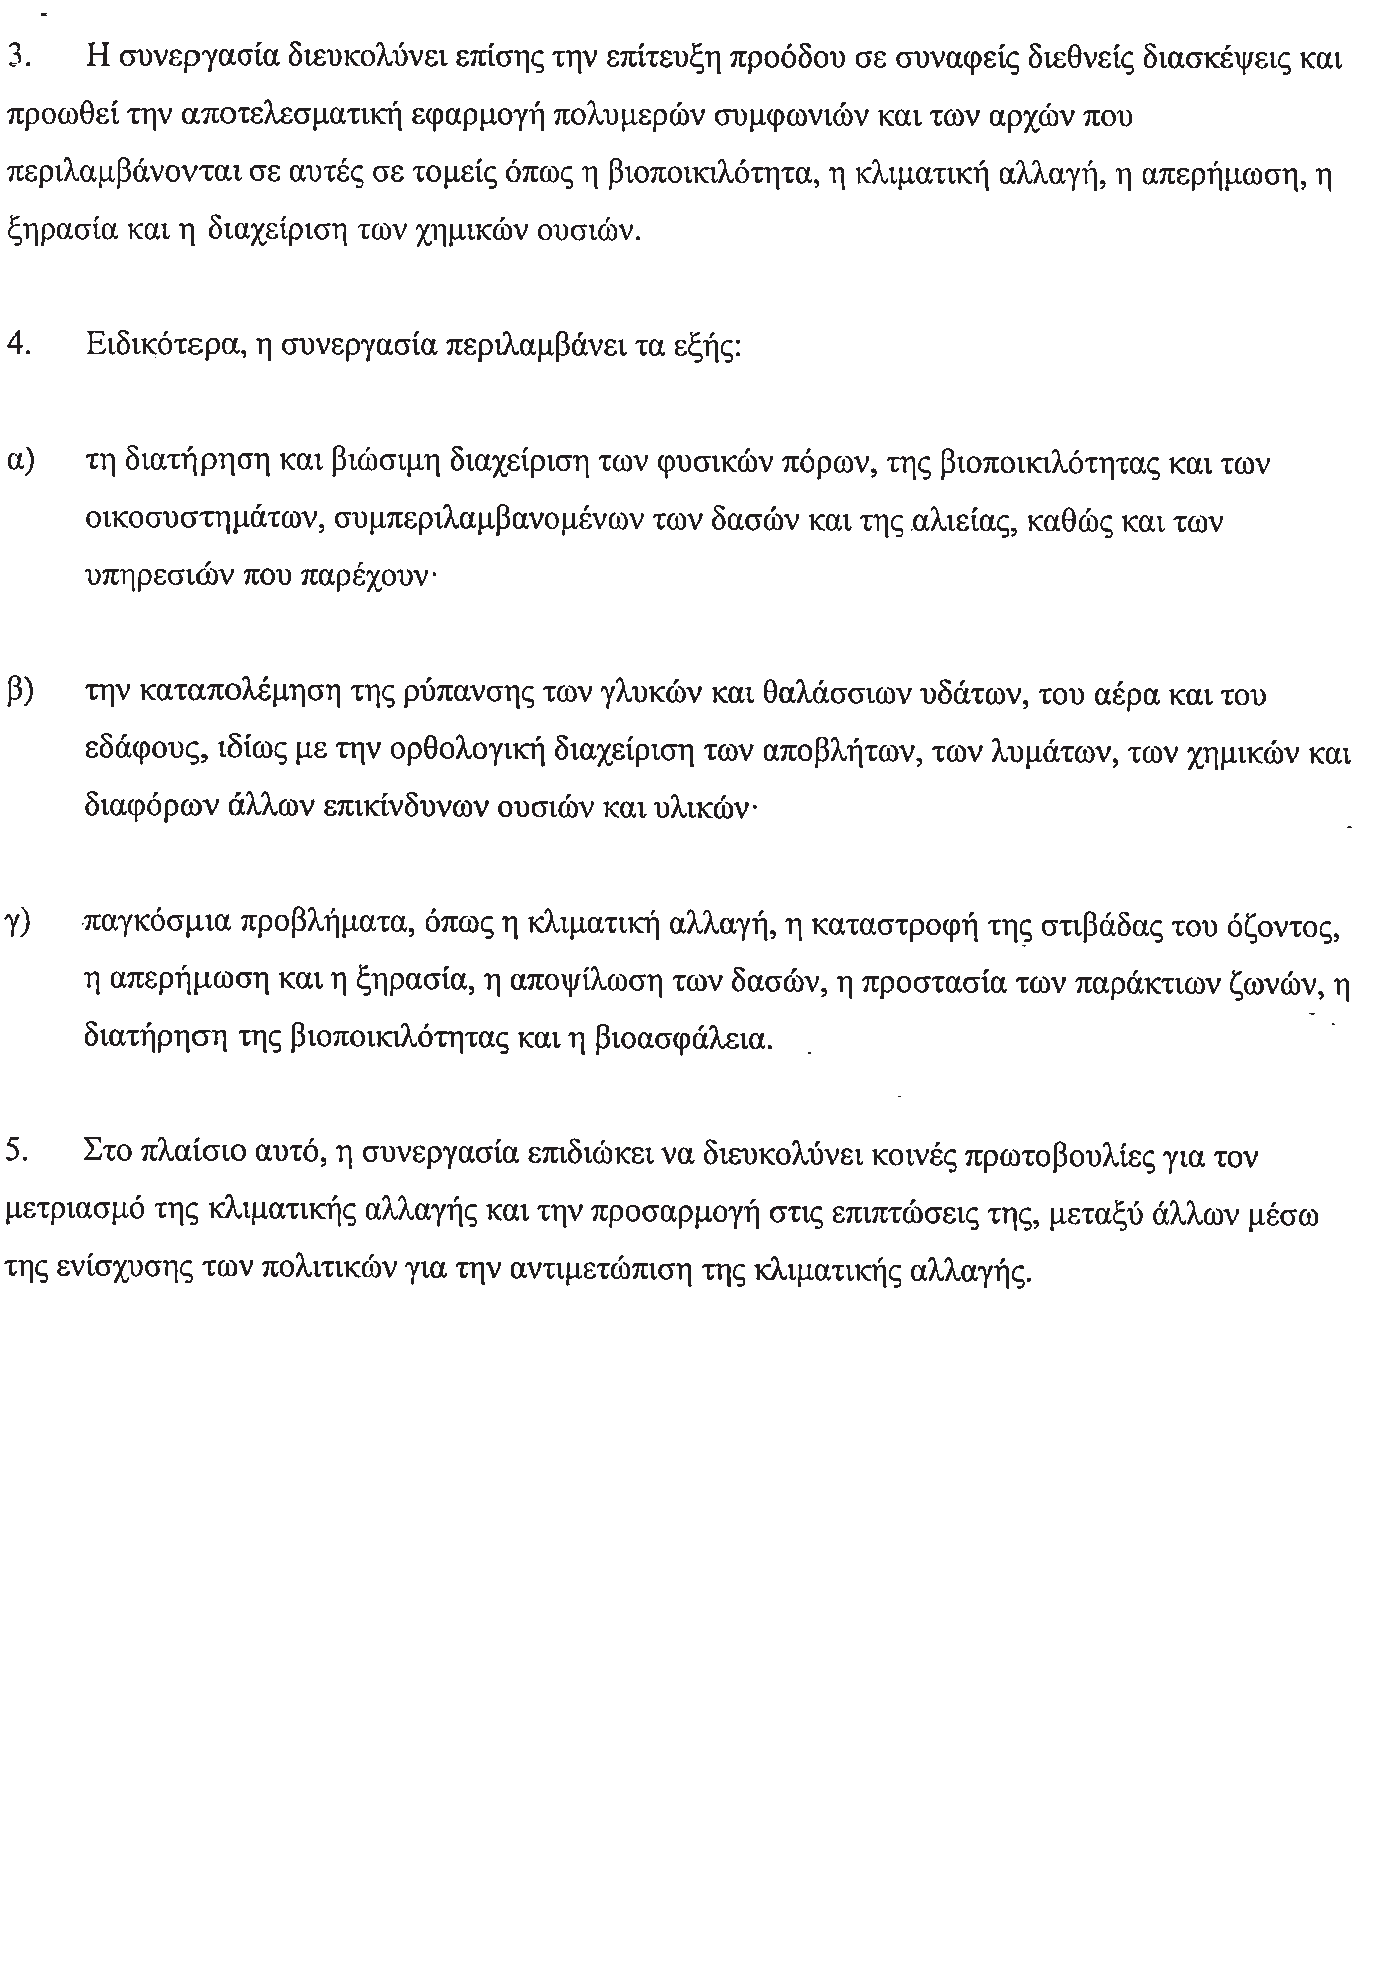 3. Η συνεργασία διευκολύνει επίσης την επίτευξη προόδου σε συναφείς διεθνείς διασκέψεις και
προωθεί την αποτελεσματική εφαρμογή πολυμερών συμφωνιών και των αρχών που
περιλαμβάνονται σε αυτές σε τομείς όπως η βιοποικιλότητα, η κλιματική αλλαγή, η απερήμωση, η
ξηρασία και η διαχείριση των χημικών ουσιών.
4. Ειδικότερα, η συνεργασία περιλαμβάνει τα εξής:
α) τη διατήρηση και βιώσιμη διαχείριση των φυσικών πόρων, της βιοποικιλότητας και των
οικοσυστημάτων, συμπεριλαμβανομένων των δασών και της αλιείας, καθώς και των
υπηρεσιών που παρέχουν·
β) την καταπολέμηση της ρύπανσης των γλυκών και θαλάσσιων υδάτων, του αέρα και του
εδάφους, ιδίως με την ορθολογική διαχείριση των αποβλήτων, των λυμάτων, των χημικών και
διαφόρων άλλων επικίνδυνων ουσιών και υλικών·
γ) παγκόσμια προβλήματα, όπως η κλιματική αλλαγή, η καταστροφή της στιβάδας του όζοντος,
η απερήμωση και η ξηρασία, η αποψίλωση των δασών, η προστασία των παράκτιων ζωνών, η
διατήρηση της βιοποικιλότητας και η βιοασφάλεια.
5. Στο πλαίσιο αυτό, η συνεργασία επιδιώκει να διευκολύνει κοινές πρωτοβουλίες για τον
μετριασμό της κλιματικής αλλαγής και την προσαρμογή στις επιπτώσεις της, μεταξύ άλλων μέσω
της ενίσχυσης των πολιτικών για την αντιμετώπιση της κλιματικής αλλαγής.